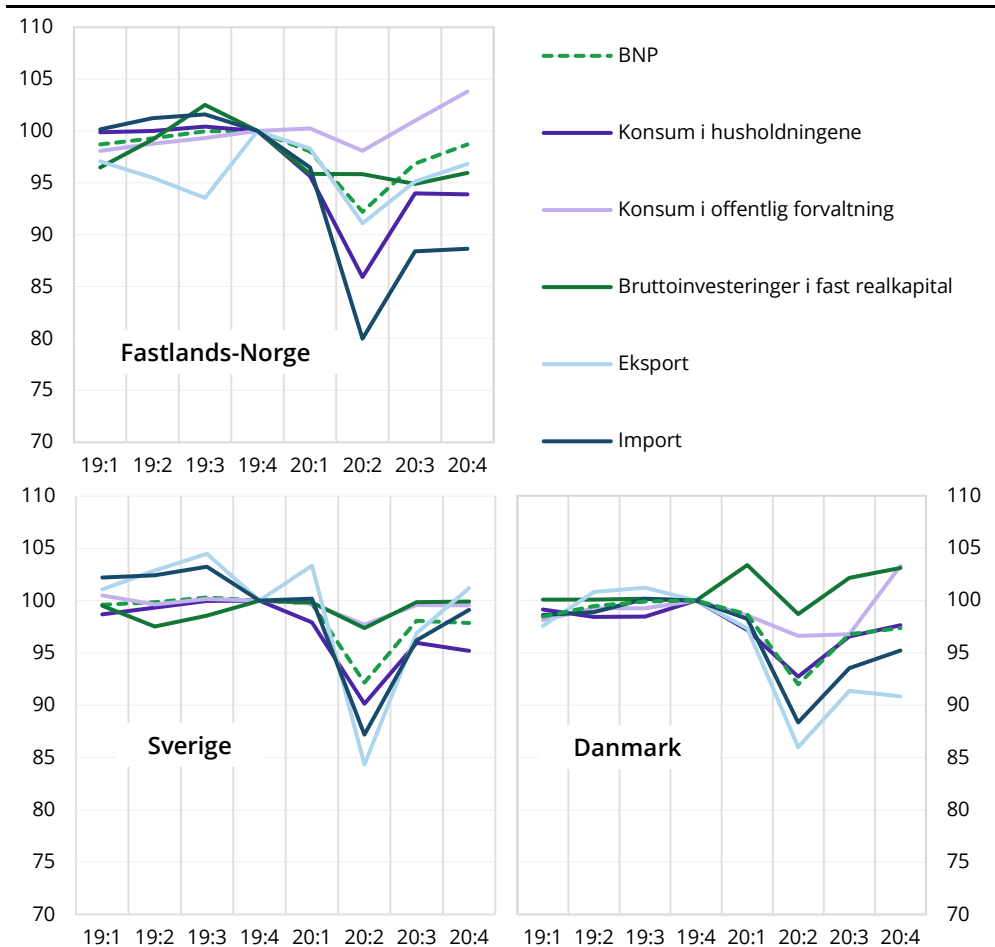 110
105
100
95
90
85
80
75
70
Fastlands-Norge
19:1 19:2 19:3 19:4 20:1 20:2 20:3 20:4
BNP
Konsum i husholdningene
Konsum i offentlig forvaltning
Bruttoinvesteringer i fast realkapital
Eksport
Import
110
105
100
95
90
85
80
75
70
Sverige
19:1 19:2 19:3 19:4 20:1 20:2 20:3 20:4
Danmark
110
105
100
95
90
85
80
75
70
19:1 19:2 19:3 19:4 20:1 20:2 20:3 20:4